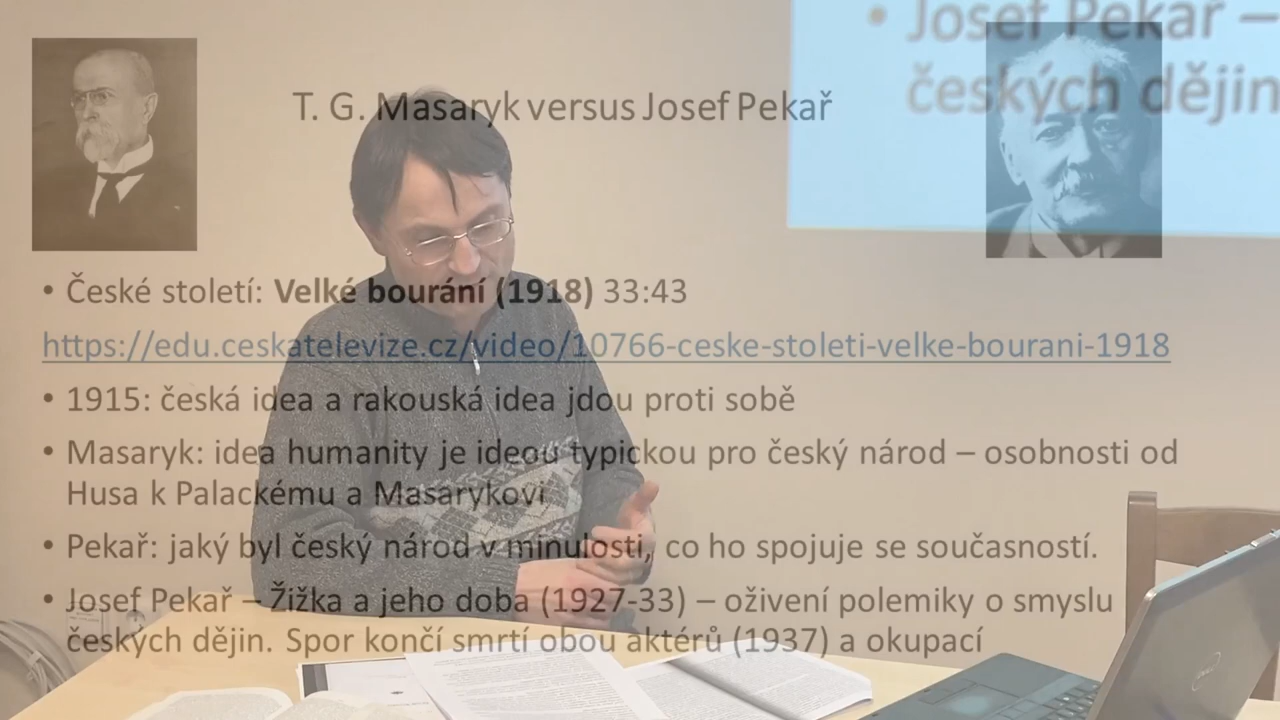 Josef Pekař –
českých dějin
T. G. Masaryk versus Josef Pekař
• České století: Velké bourání (1918) 33:43
https://edu.ceskatelevize.cz/video/10766-ceske-stoleti-velke-bourani-1918
• 1915: česká idea a rakouská idea jdou proti sobě
• Masaryk: idea humanity je ideou typickou pro český národ – osobnosti od
Husa k Palackému a Masarykovi
• Pekař: jaký byl český národ v minulosti, co ho spojuje se současností.
• Josef Pekař – Žižka a jeho doba (1927-33) – oživení polemiky o smyslu
českých dějin. Spor končí smrtí obou aktérů (1937) a okupací